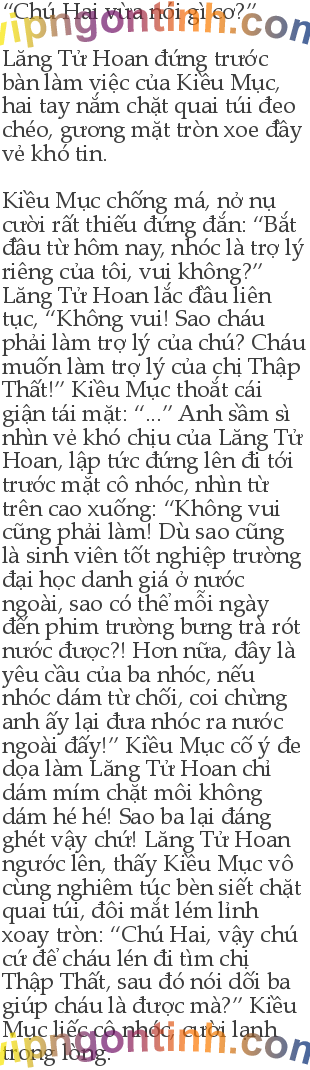 “Chú Hai vừa nói gì cơ?”
vipngontinh.com
Lăng Tử Hoan đứng trước
bàn làm việc của Kiều Mục,
hai tay nắm chặt quai túi đeo
chéo, gương mặt tròn xoe đầy
vẻ khó tin.
Kiều Mục chống má, nở nụ
cười rất thiếu đứng đắn: “Bắt
đầu từ hôm nay, nhóc là trợ lý
riêng của tôi, vui không?”
Lăng Tử Hoan lắc đầu liên
tục, “Không vui! Sao cháu
phải làm trợ lý của chú? Cháu
muốn làm trợ lý của chị Thập
Thất!” Kiều Mục thoắt cái
giận tái mặt: “...” Anh sầm sì
nhìn vẻ khó chịu của Lăng Tử
Hoan, lập tức đứng lên đi tới
trước mặt cô nhóc, nhìn từ
trên cao xuống: “Không vui
cũng phải làm! Dù sao cũng
là sinh viên tốt nghiệp trường
đại học danh giá ở nước
ngoài, sao có thể mỗi ngày
đến phim trường bưng trà rót
nước được?! Hơn nữa, đây là
yêu cầu của ba nhóc, nếu
nhóc dám từ chối, coi chừng
anh ấy lại đưa nhóc ra nước
ngoài đấy!” Kiều Mục cố ý đe
dọa làm Lăng Tử Hoan chỉ
dám mím chặt môi không
dám hé hé! Sao ba lại đáng
ghét vậy chứ! Lăng Tử Hoan
ngước lên, thấy Kiều Mục vô
cùng nghiêm túc bèn siết chặt
quai túi, đôi mắt lém lỉnh
xoay tròn: “Chú Hai, vậy chú
cứ để cháu lén đi tìm chị
Thập Thất, sau đó nói dối ba
giúp cháu là được mà?” Kiều
Mục liếc cô nhóc, cười lạnh
trong lòng.
vipngontinh.com